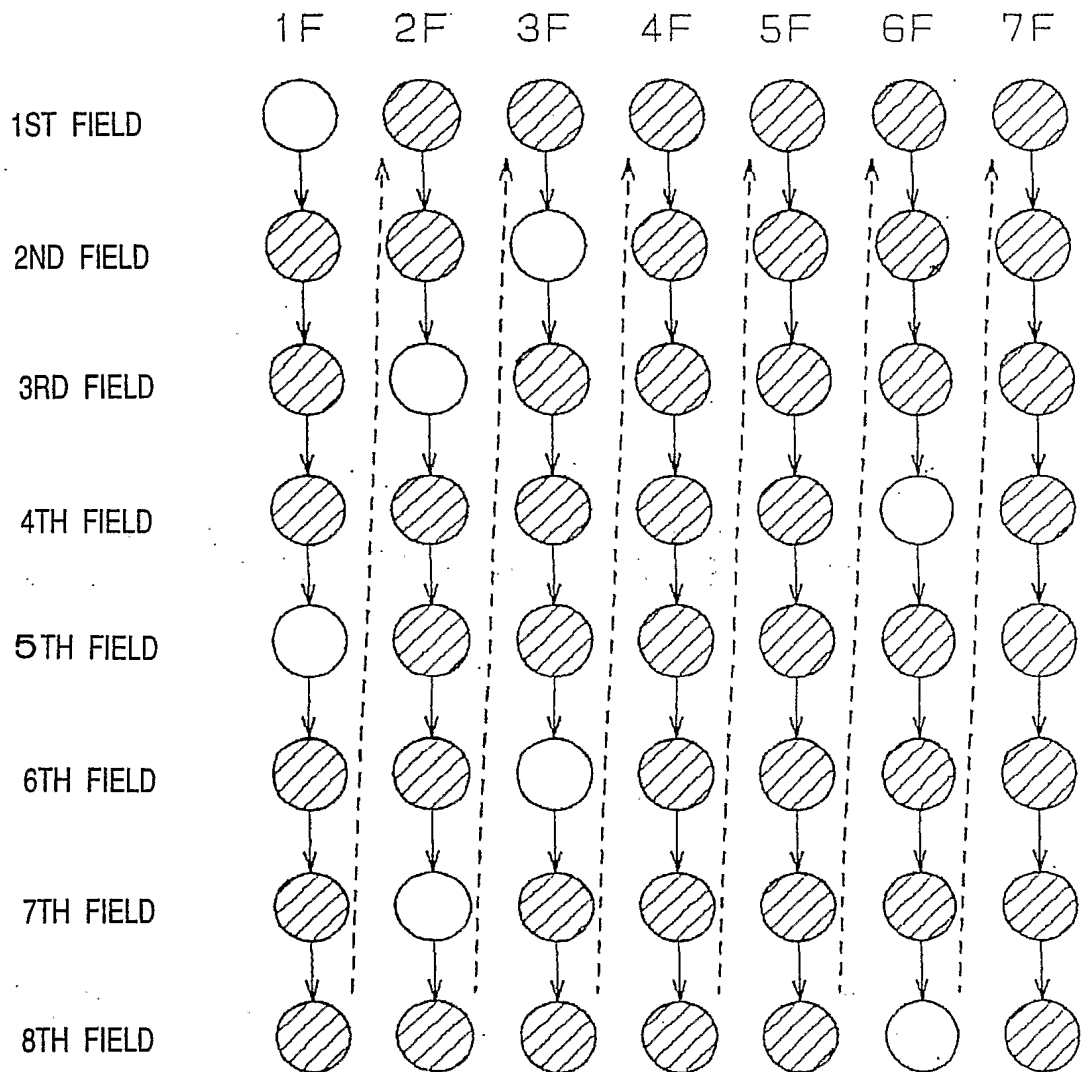 1F 2F 3F 4F 5F 6F 7F
1ST FIELD
2ND FIELD
3RD FIELD
4TH FIELD
5TH FIELD
6TH FIELD
7TH FIELD
8TH FIELD